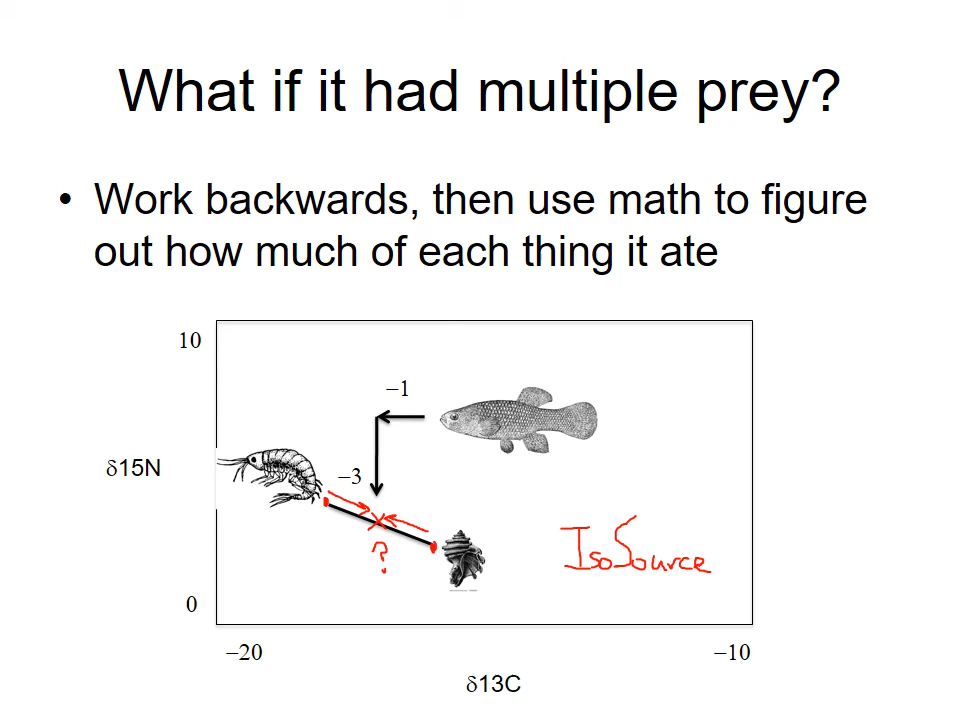 What if it had multiple prey?
• Work backwards, then use math to figure
out how much of each thing it ate
10
−1
δ15N
−3
?
IsoSource
0
−20
−10
δ13C